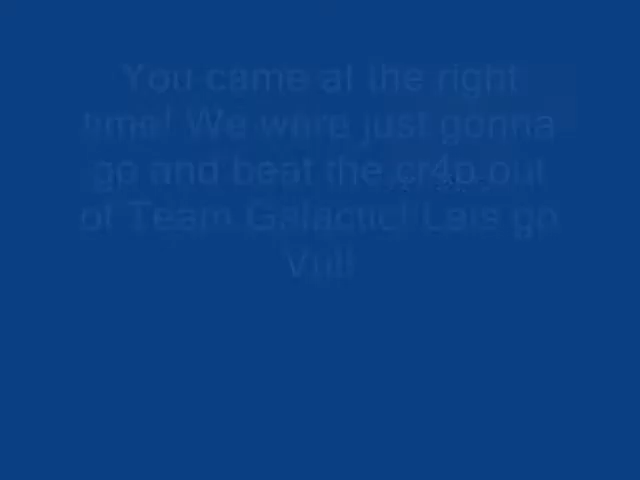 You came at the right
time! We were just gonna
go and beat the cr4p out
of Team Galactic! Lets go